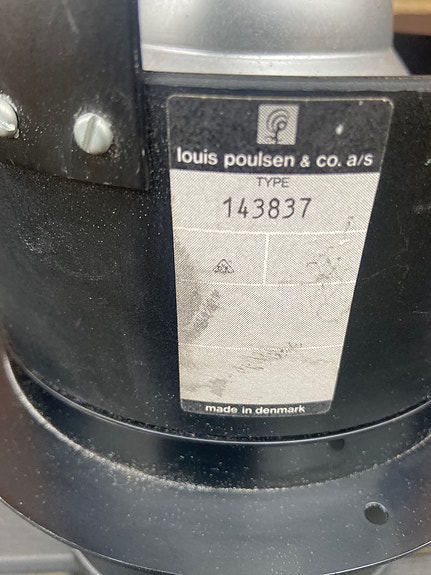 louis poulsen & co. a/s
TYPE
143837
made in denmark